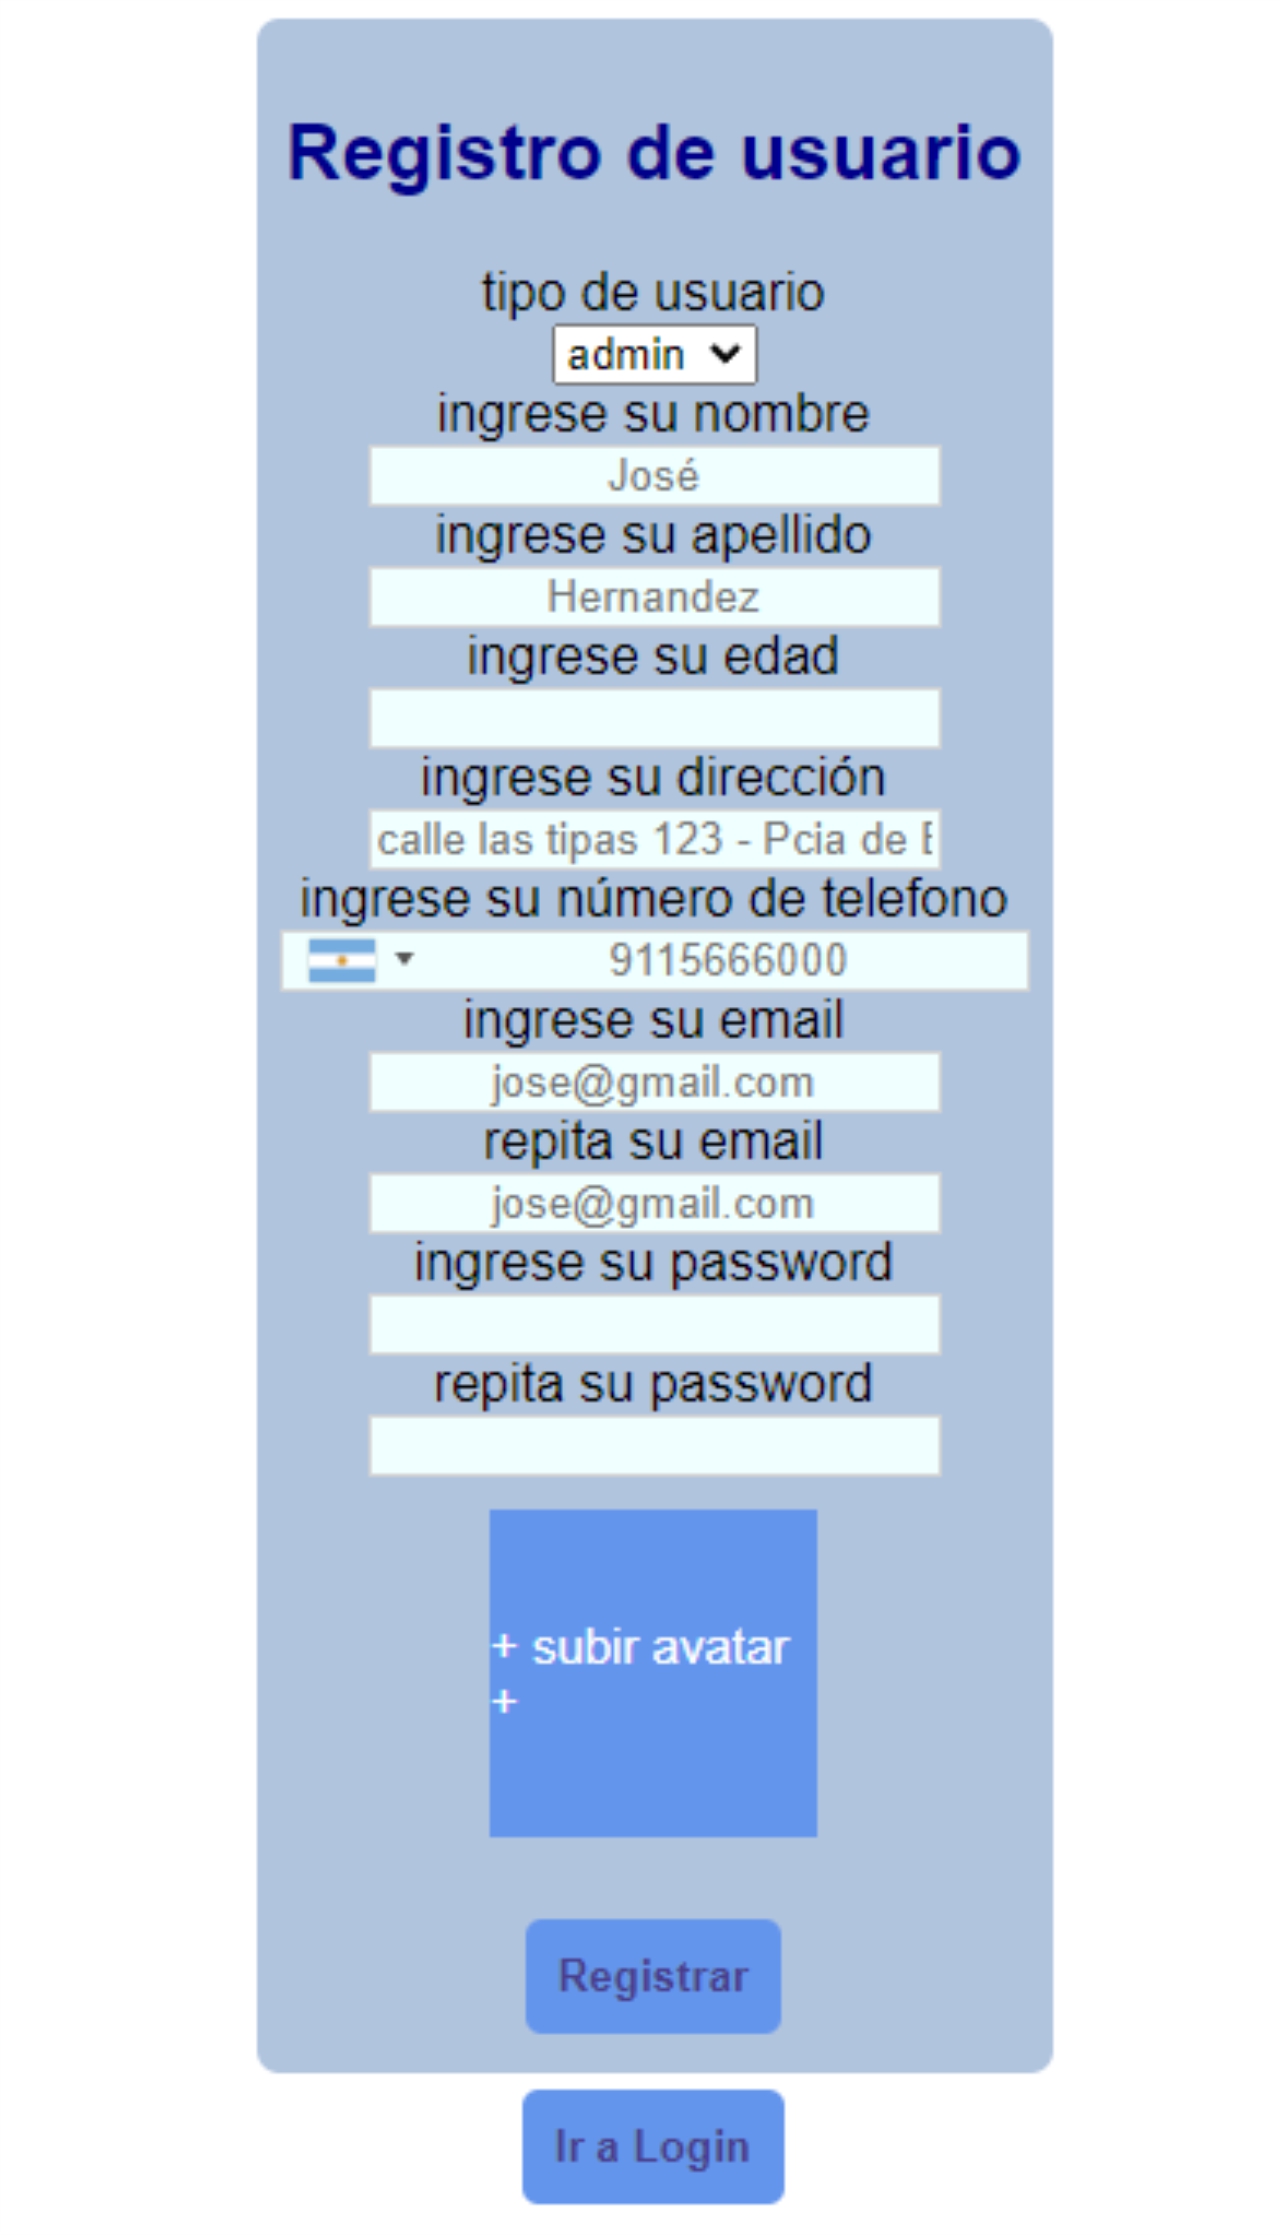 Registro de usuario
tipo de usuario
admin
ingrese su nombre
José
ingrese su apellido
Hernandez
ingrese su edad
ingrese su dirección
calle las tipas 123 - Pcia de
ingrese su número de telefono
9115666000
ingrese su email
jose@gmail.com
repita su email
jose@gmail.com
ingrese su password
repita su password
+ subir avatar
+
Registrar
Ir a Login